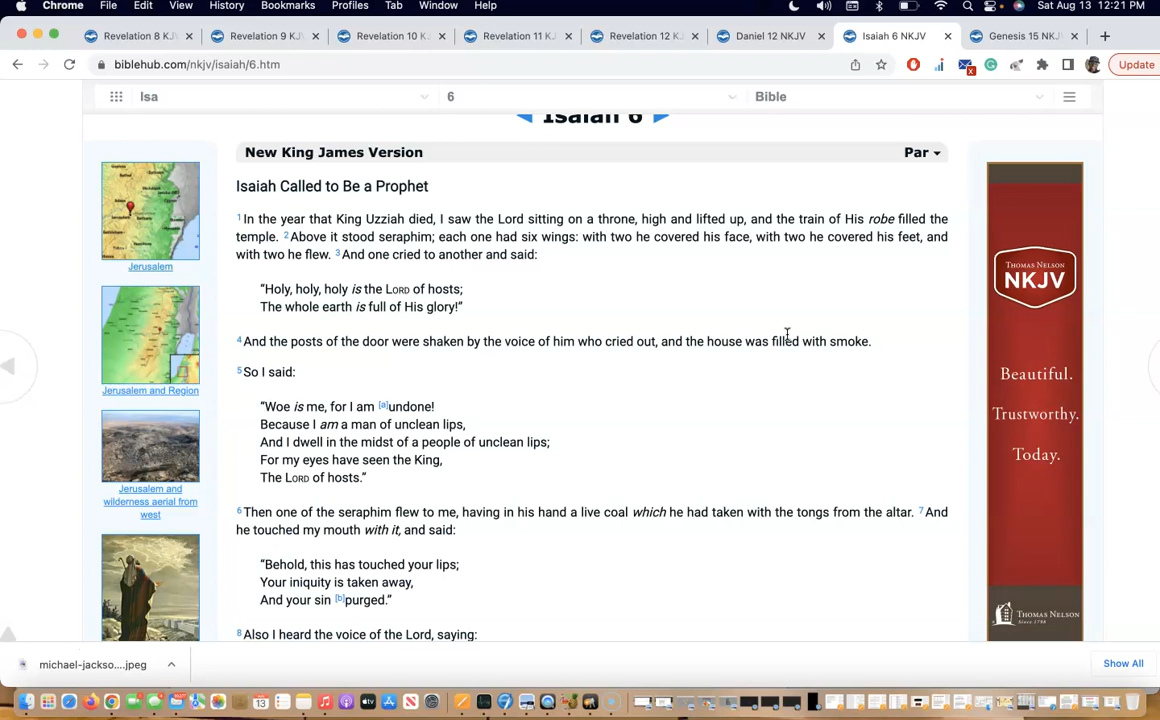 Chrome File Edit View History Bookmarks Profiles Tab Window Help Sat Aug 13 12:21 PM
Revelation 8 KJV Revelation 9 KJV Revelation 10 K Revelation 11 KJ Revelation 12 KJ Daniel 12 NKJV Isaiah 6 NKJV Genesis 15 NK
biblehub.com/nkjv/isaiah/6.htm Update
Isa 6 Bible
Isaiah 6
New King James Version Par
Isaiah Called to Be a Prophet
1 In the year that King Uzziah died, I saw the Lord sitting on a throne, high and lifted up, and the train of His robe filled the
temple. 2 Above it stood seraphim; each one had six wings: with two he covered his face, with two he covered his feet, and
with two he flew. 3 And one cried to another and said:
“Holy, holy, holy is the LORD of hosts;
The whole earth is full of His glory!”
4 And the posts of the door were shaken by the voice of him who cried out, and the house was filled with smoke.
5 So I said:
“Woe is me, for I am [a]undone!
Because I am a man of unclean lips,
And I dwell in the midst of a people of unclean lips;
For my eyes have seen the King,
The LORD of hosts.”
6 Then one of the seraphim flew to me, having in his hand a live coal which he had taken with the tongs from the altar. 7 And
he touched my mouth with it, and said:
“Behold, this has touched your lips;
Your iniquity is taken away,
And your sin [b]purged.”
8 Also I heard the voice of the Lord, saying:
Jerusalem
Jerusalem and Region
Jerusalem and
wilderness aerial from
west
THOMAS NELSON
NKJV
Beautiful.
Trustworthy.
Today.
THOMAS NELSON
Since 1798
michael-jackso....jpeg Show All